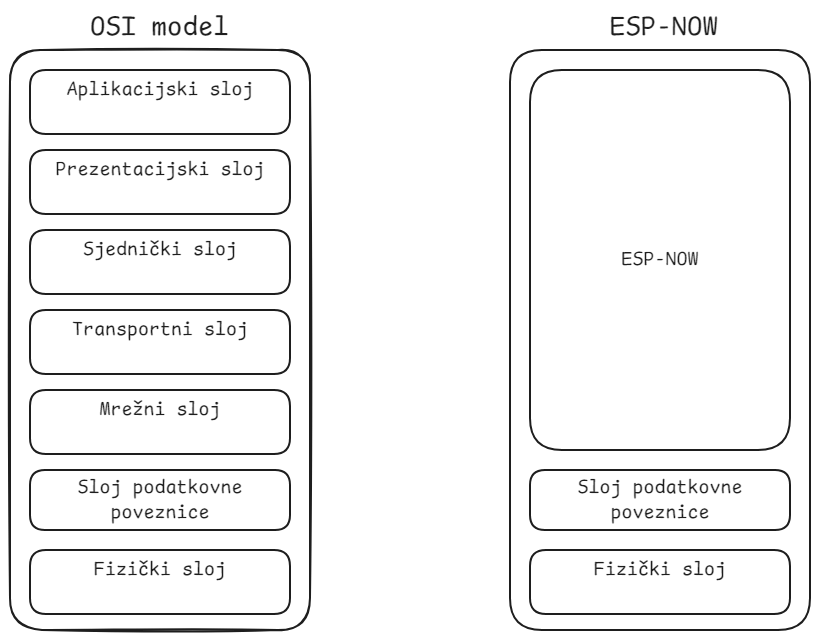 OSI model
Aplikacijski sloj
Prezentacijski sloj
Sjednički sloj
Transportni sloj
Mrežni sloj
Sloj podatkovne
poveznice
Fizički sloj
ESP-NOW
ESP-NOW
Sloj podatkovne
poveznice
Fizički sloj